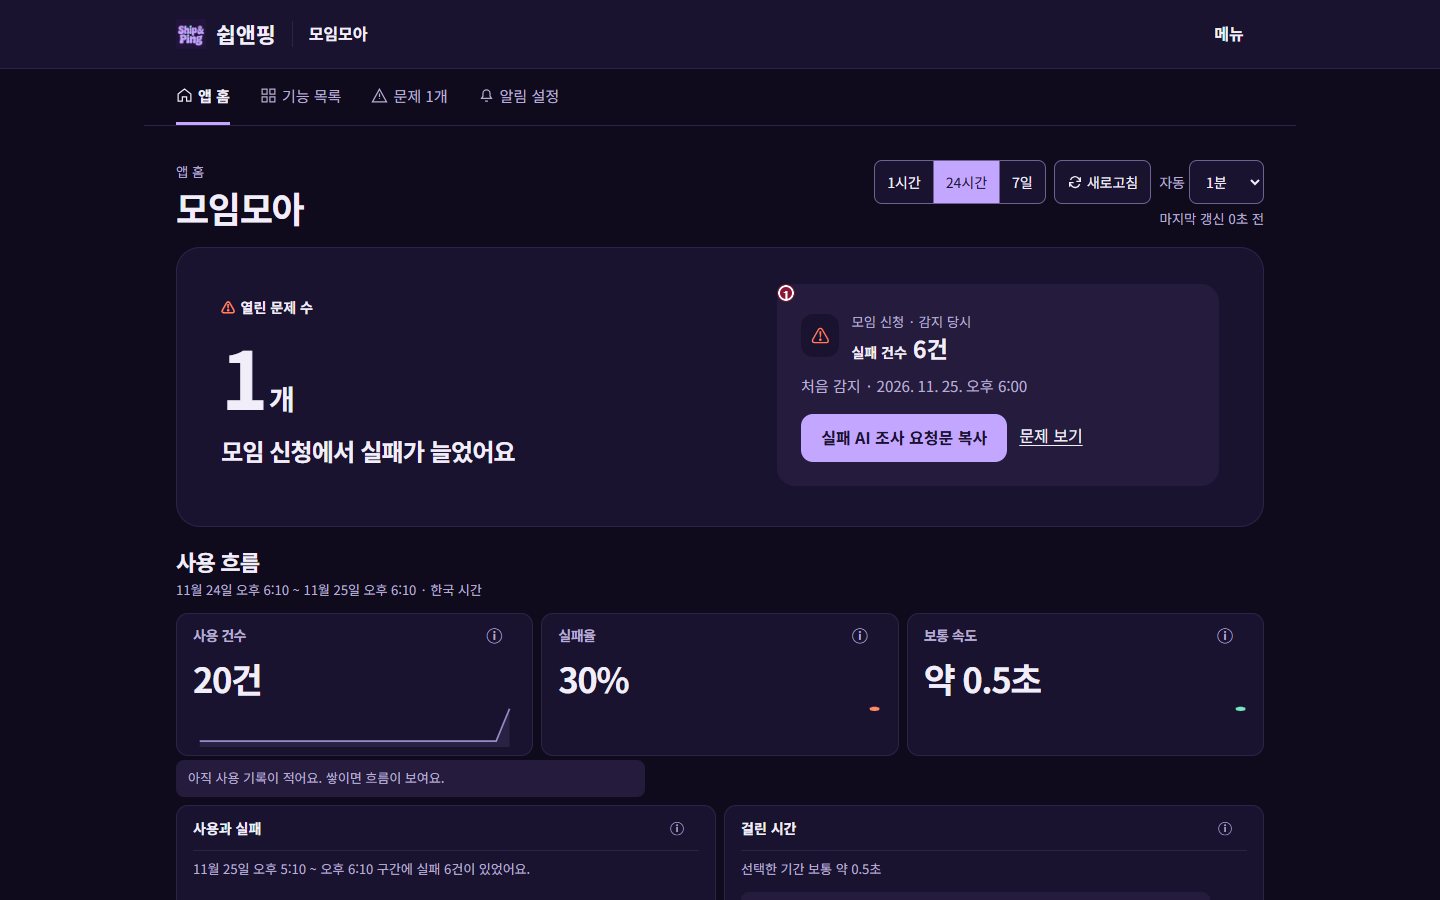 Ship&
Ping
쉽앤핑
모임모아
메뉴
앱 홈
기능 목록
문제 1개
알림 설정
앱 홈
모임모아
1시간
24시간
7일
새로고침
자동
1분
마지막 갱신 0초 전
열린 문제 수
1개
모임 신청에서 실패가 늘었어요
1
모임 신청 · 감지 당시
실패 건수 6건
처음 감지 · 2026. 11. 25. 오후 6:00
실패 AI 조사 요청문 복사
문제 보기
사용 흐름
11월 24일 오후 6:10 ~ 11월 25일 오후 6:10 · 한국 시간
사용 건수
20건
실패율
30%
보통 속도
약 0.5초
아직 사용 기록이 적어요. 쌓이면 흐름이 보여요.
사용과 실패
11월 25일 오후 5:10 ~ 오후 6:10 구간에 실패 6건이 있었어요.
걸린 시간
선택한 기간 보통 약 0.5초